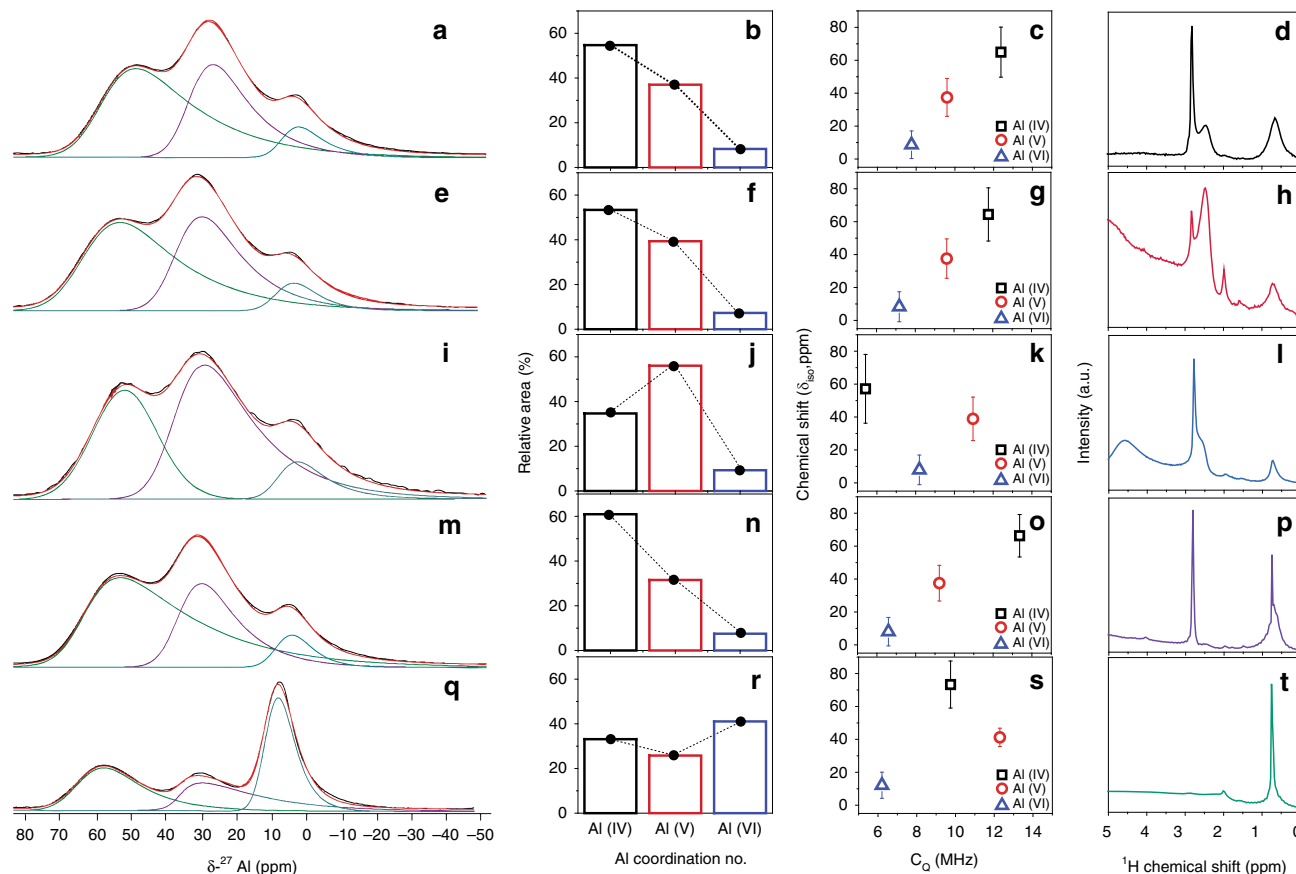 a
b
c
d
60
40
20
0
80
60
40
20
0
Al (IV)
Al (V)
Al (VI)
e
f
g
h
60
40
20
0
80
60
40
20
0
Al (IV)
Al (V)
Al (VI)
i
j
k
l
60
40
20
0
80
60
40
20
0
Al (IV)
Al (V)
Al (VI)
Relative area (%)
Chemical shift (δiso,ppm)
Intensity (a.u.)
m
n
o
p
60
40
20
0
80
60
40
20
0
Al (IV)
Al (V)
Al (VI)
q
r
s
t
60
40
20
0
80
60
40
20
0
Al (IV)
Al (V)
Al (VI)
80 70 60 50 40 30 20 10 0 –10 –20 –30 –40 –50
Al (IV) Al (V) Al (VI)
6 8 10 12 14
5 4 3 2 1 0
δ-²⁷ Al (ppm)
Al coordination no.
CQ (MHz)
¹H chemical shift (ppm)